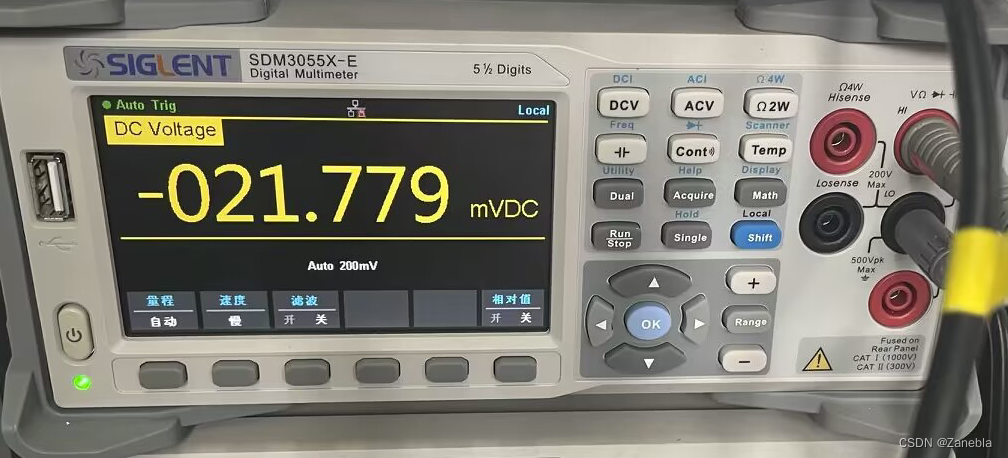 SIGLENT
SDM3055X-E
Digital Multimeter
5½ Digits
Auto Trig
Local
DC Voltage
-021.779 mVDC
Auto 200mV
量程 速度 滤波 相对值
自动 慢 开 关 开 关
DCI ACI Ω4W
DCV ACV Ω2W
Freq Scanner
Cont Temp
Utility Help Display
Dual Acquire Math
Hold Local
Run Stop Single Shift
OK
+
Range
−
Ω4W
Hisense
VΩ
HI
Losense
200V
Max
LO
500Vpk
Max
Fused on
Rear Panel
CAT Ⅰ (1000V)
CAT Ⅱ (300V)
CSDN @Zanebla